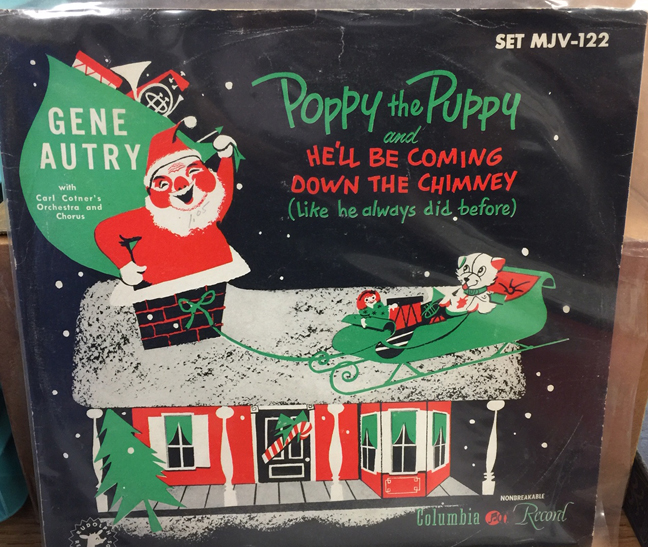 SET MJV-122
GENE
AUTRY
with
Carl Cotner's
Orchestra and
Chorus
Poppy the Puppy
and
HE'LL BE COMING
DOWN THE CHIMNEY
(Like he always did before)
NONBREAKABLE
Columbia Record